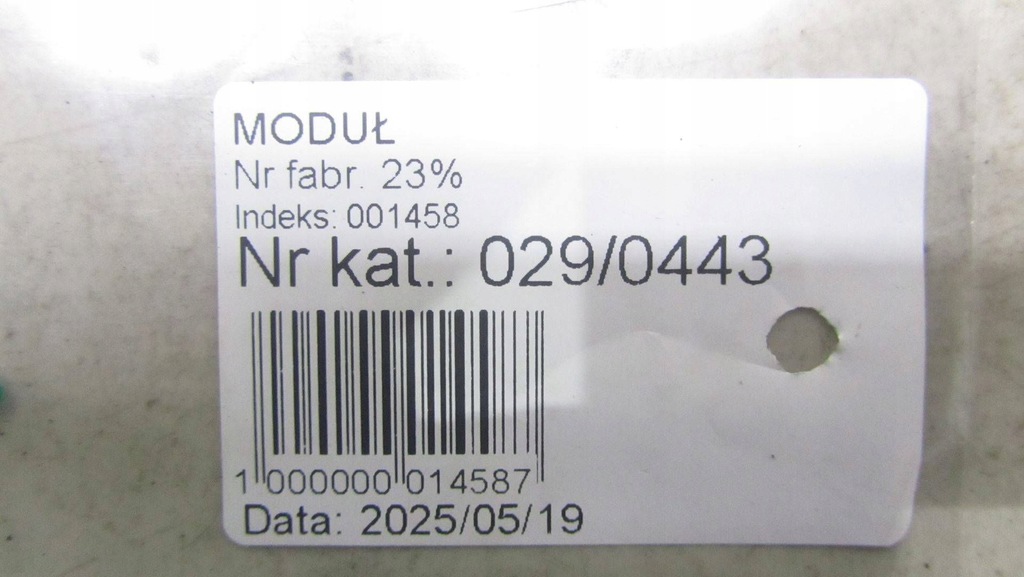 MODUŁ
Nr fabr. 23%
Indeks: 001458
Nr kat.: 029/0443
1 000000 014587
Data: 2025/05/19